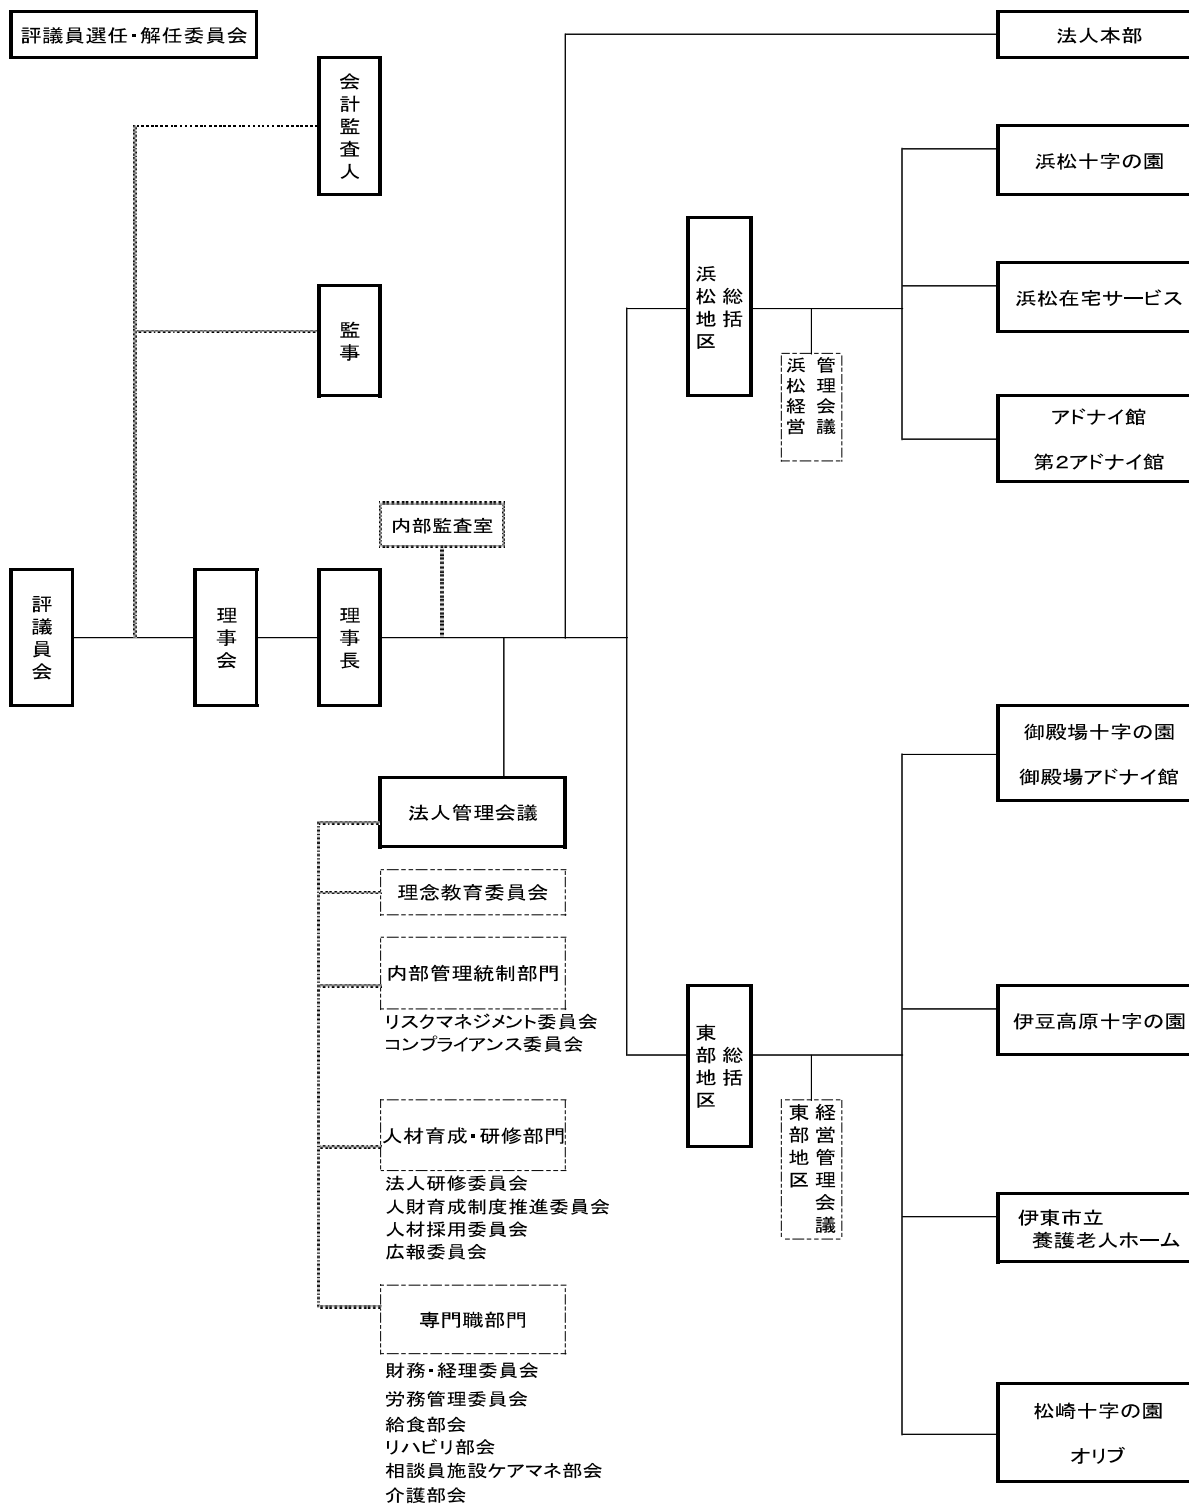 評議員選任・解任委員会
法人本部
会計監査人
浜松十字の園
浜松地区
総括
浜松在宅サービス
監事
浜松経営
管理会議
アドナイ館
第2アドナイ館
内部監査室
評議員会
理事会
理事長
御殿場十字の園
御殿場アドナイ館
法人管理会議
理念教育委員会
内部管理統制部門
リスクマネジメント委員会
コンプライアンス委員会
東部地区
総括
伊豆高原十字の園
東部地区
経営管理会議
人材育成・研修部門
法人研修委員会
人財育成制度推進委員会
人材採用委員会
広報委員会
伊東市立
養護老人ホーム
専門職部門
財務・経理委員会
労務管理委員会
給食部会
リハビリ部会
相談員施設ケアマネ部会
介護部会
松崎十字の園
オリブ